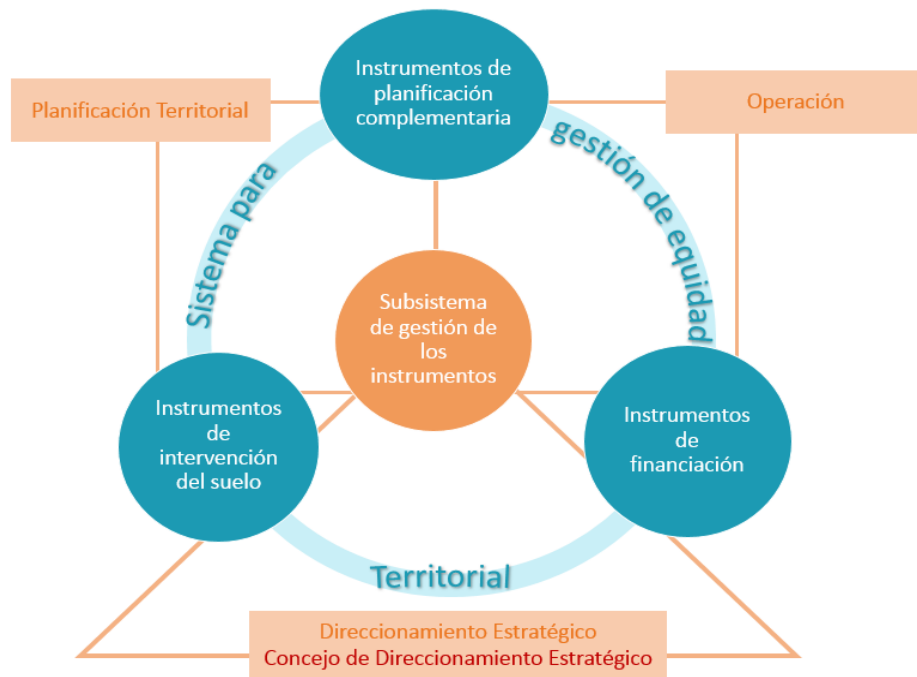 Instrumentos de
planificación
complementaria
Planificación Territorial
Operación
Sistema para
gestión de equidad
Subsistema
de gestión de
los
instrumentos
Instrumentos
de
intervención
del suelo
Instrumentos
de
financiación
Territorial
Direccionamiento Estratégico
Concejo de Direccionamiento Estratégico